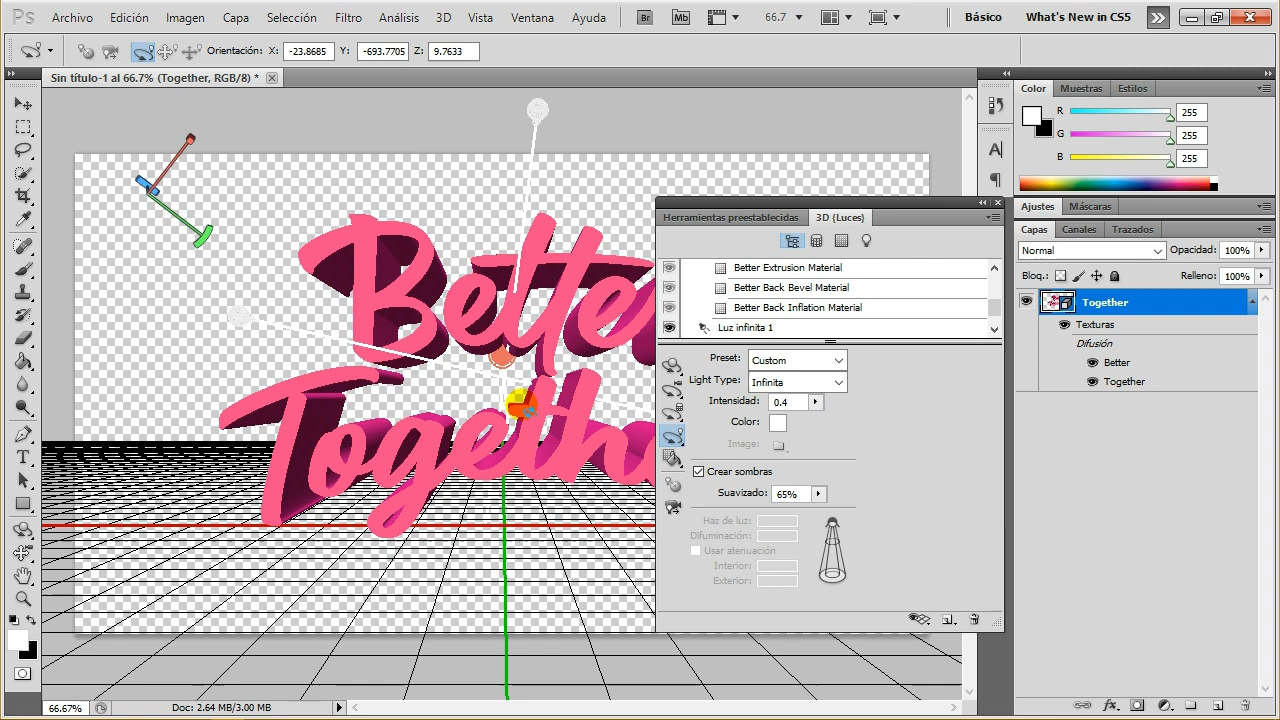 Ps Archivo Edición Imagen Capa Selección Filtro Análisis 3D Vista Ventana Ayuda Br Mb 66.7 Básico What's New in CS5
Orientación: X: -23.8685 Y: -693.7705 Z: 9.7633
Sin título-1 al 66.7% (Together, RGB/8) *
Better
Togeth
Herramientas preestablecidas 3D {Luces}
Better Extrusion Material
Better Back Bevel Material
Better Back Inflation Material
Luz infinita 1
Preset: Custom
Light Type: Infinita
Intensidad: 0.4
Color:
Image:
Crear sombras
Suavizado: 65%
Haz de luz:
Difuminación:
Usar atenuación
Interior:
Exterior:
Color Muestras Estilos
R 255
G 255
B 255
Ajustes Máscaras
Capas Canales Trazados
Normal Opacidad: 100%
Bloq.: Relleno: 100%
Together
Texturas
Difusión
Better
Together
66.67% Doc: 2.64 MB/3.00 MB